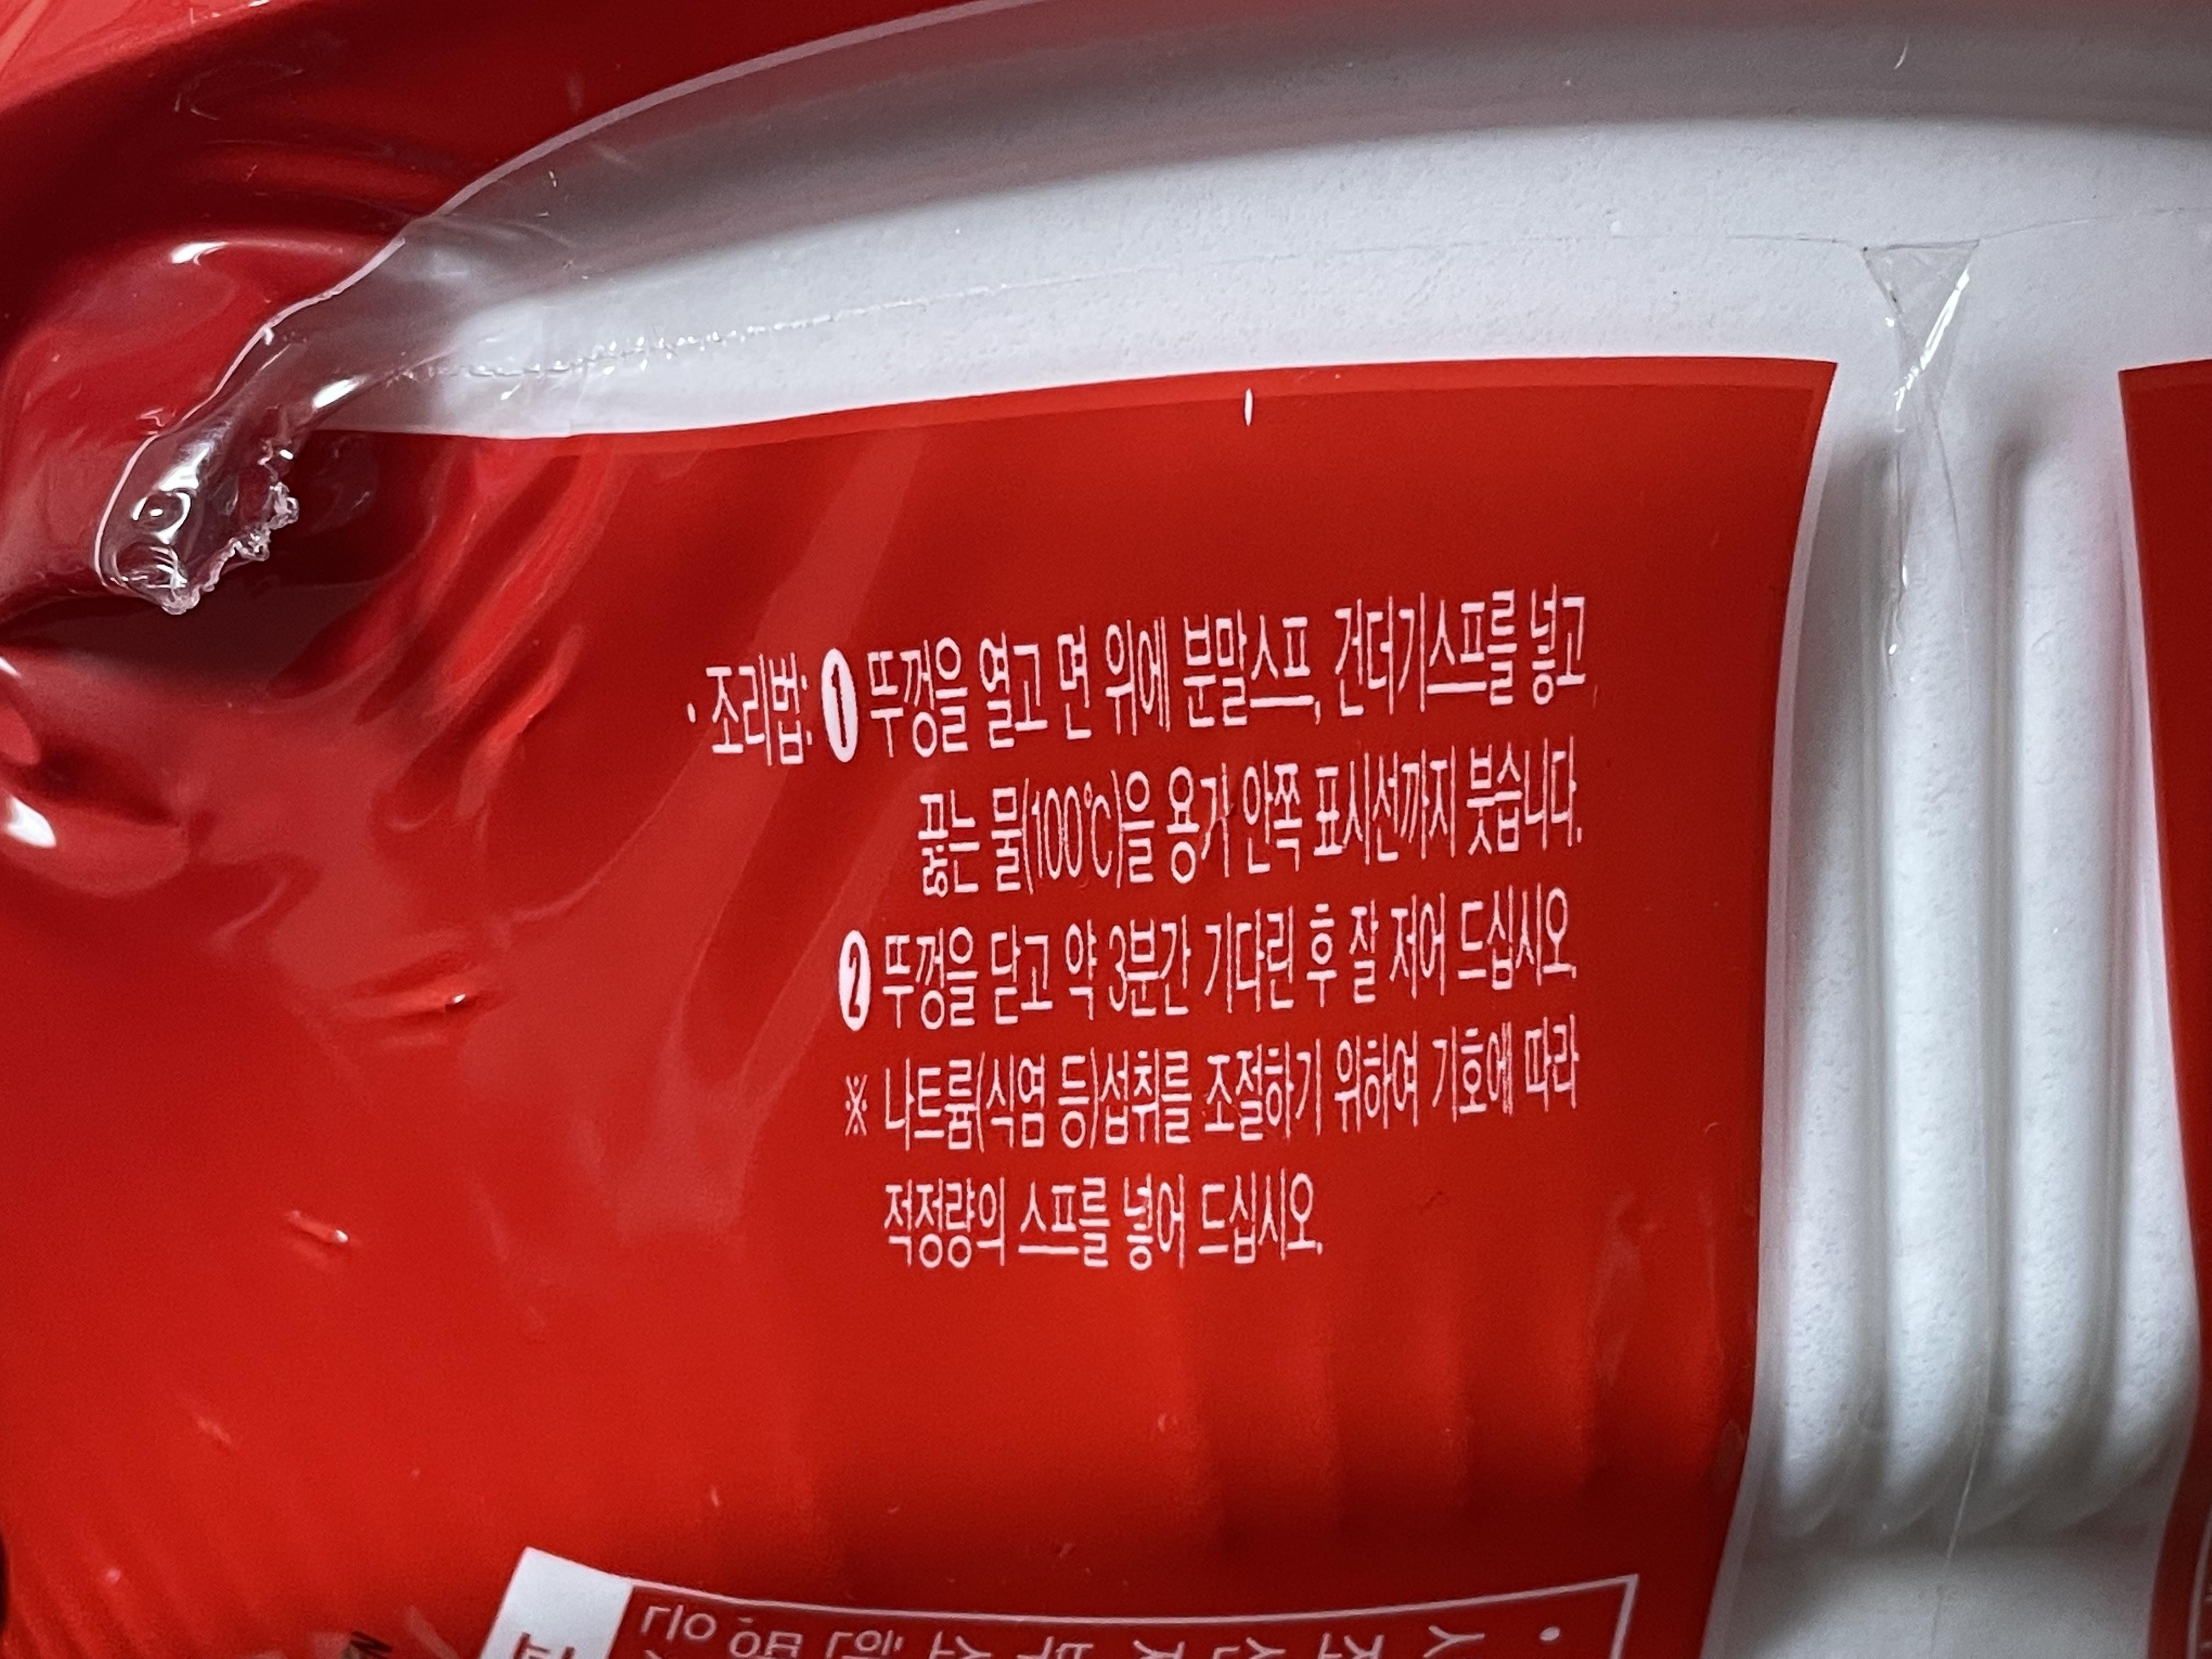 · 조리법: ❶ 뚜껑을 열고 면 위에 분말스프, 건더기스프를 넣고
끓는 물(100℃)을 용기 안쪽 표시선까지 붓습니다.
❷ 뚜껑을 닫고 약 3분간 기다린 후 잘 저어 드십시오.
※ 나트륨(식염 등)섭취를 조절하기 위하여 기호에 따라
적정량의 스프를 넣어 드십시오.